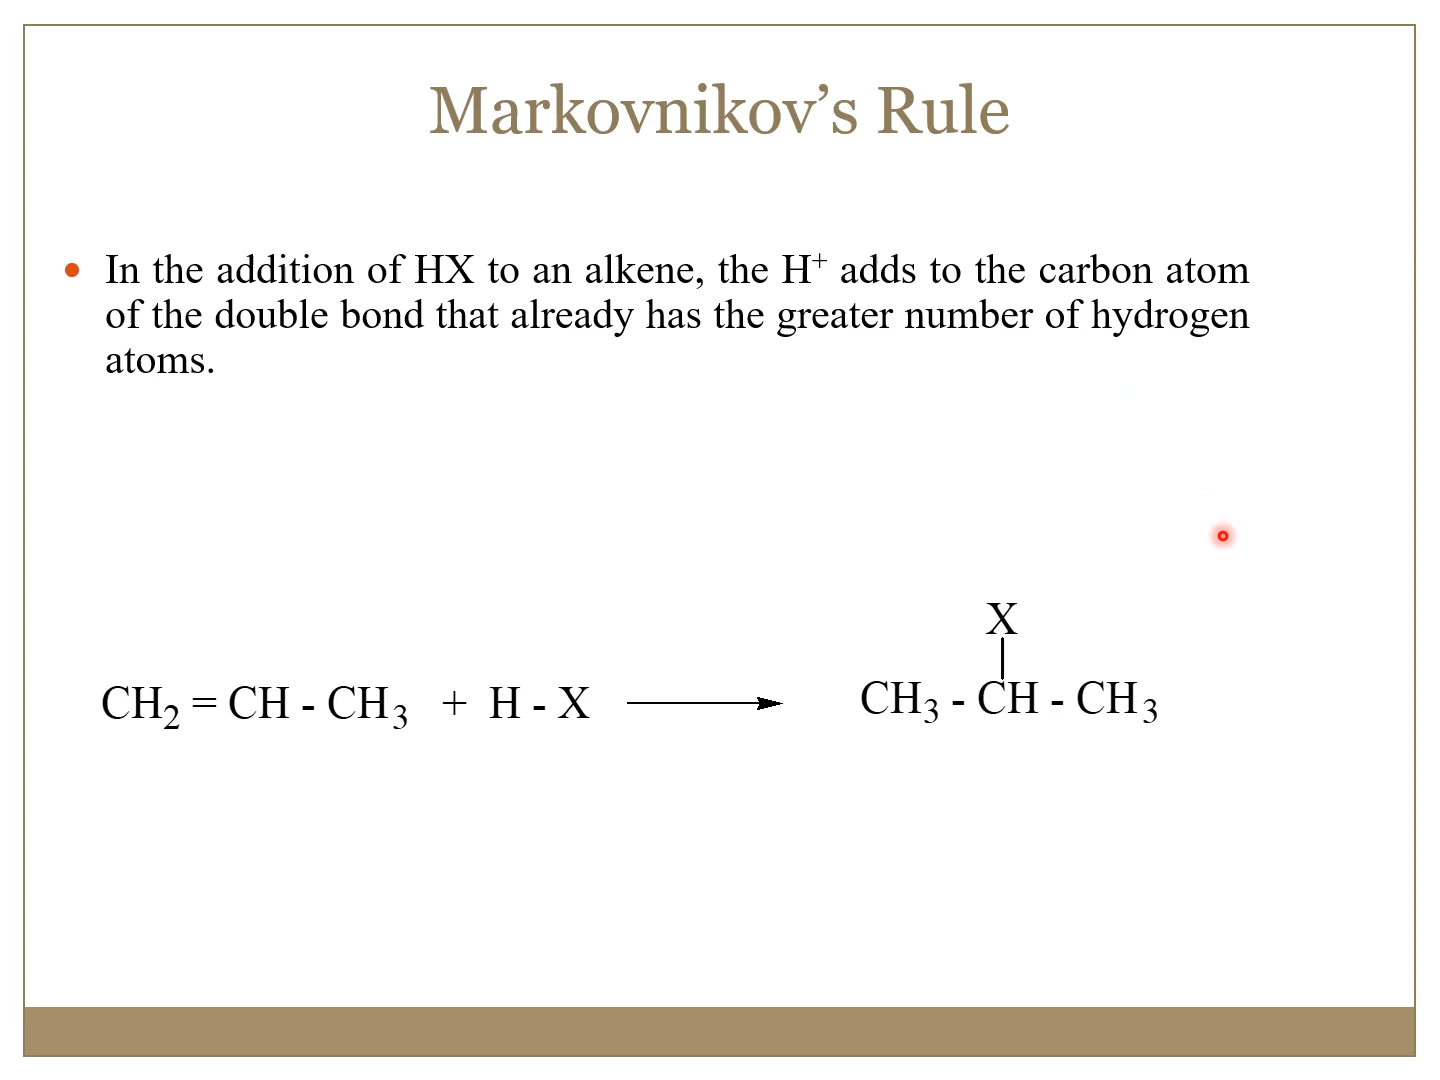 Markovnikov’s Rule
• In the addition of HX to an alkene, the H⁺ adds to the carbon atom
of the double bond that already has the greater number of hydrogen
atoms.
X
CH₂ = CH - CH₃ + H - X ⟶ CH₃ - CH - CH₃